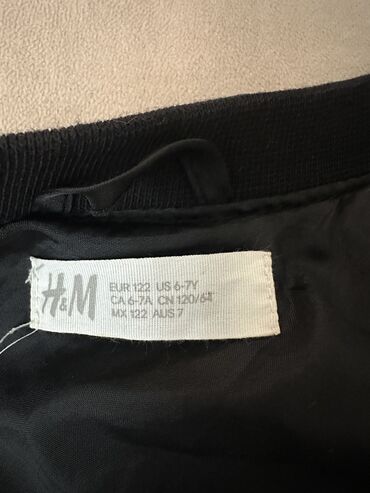 H&M
EUR 122 US 6-7Y
CA 6-7A CN 120/64
MX 122 AUS 7